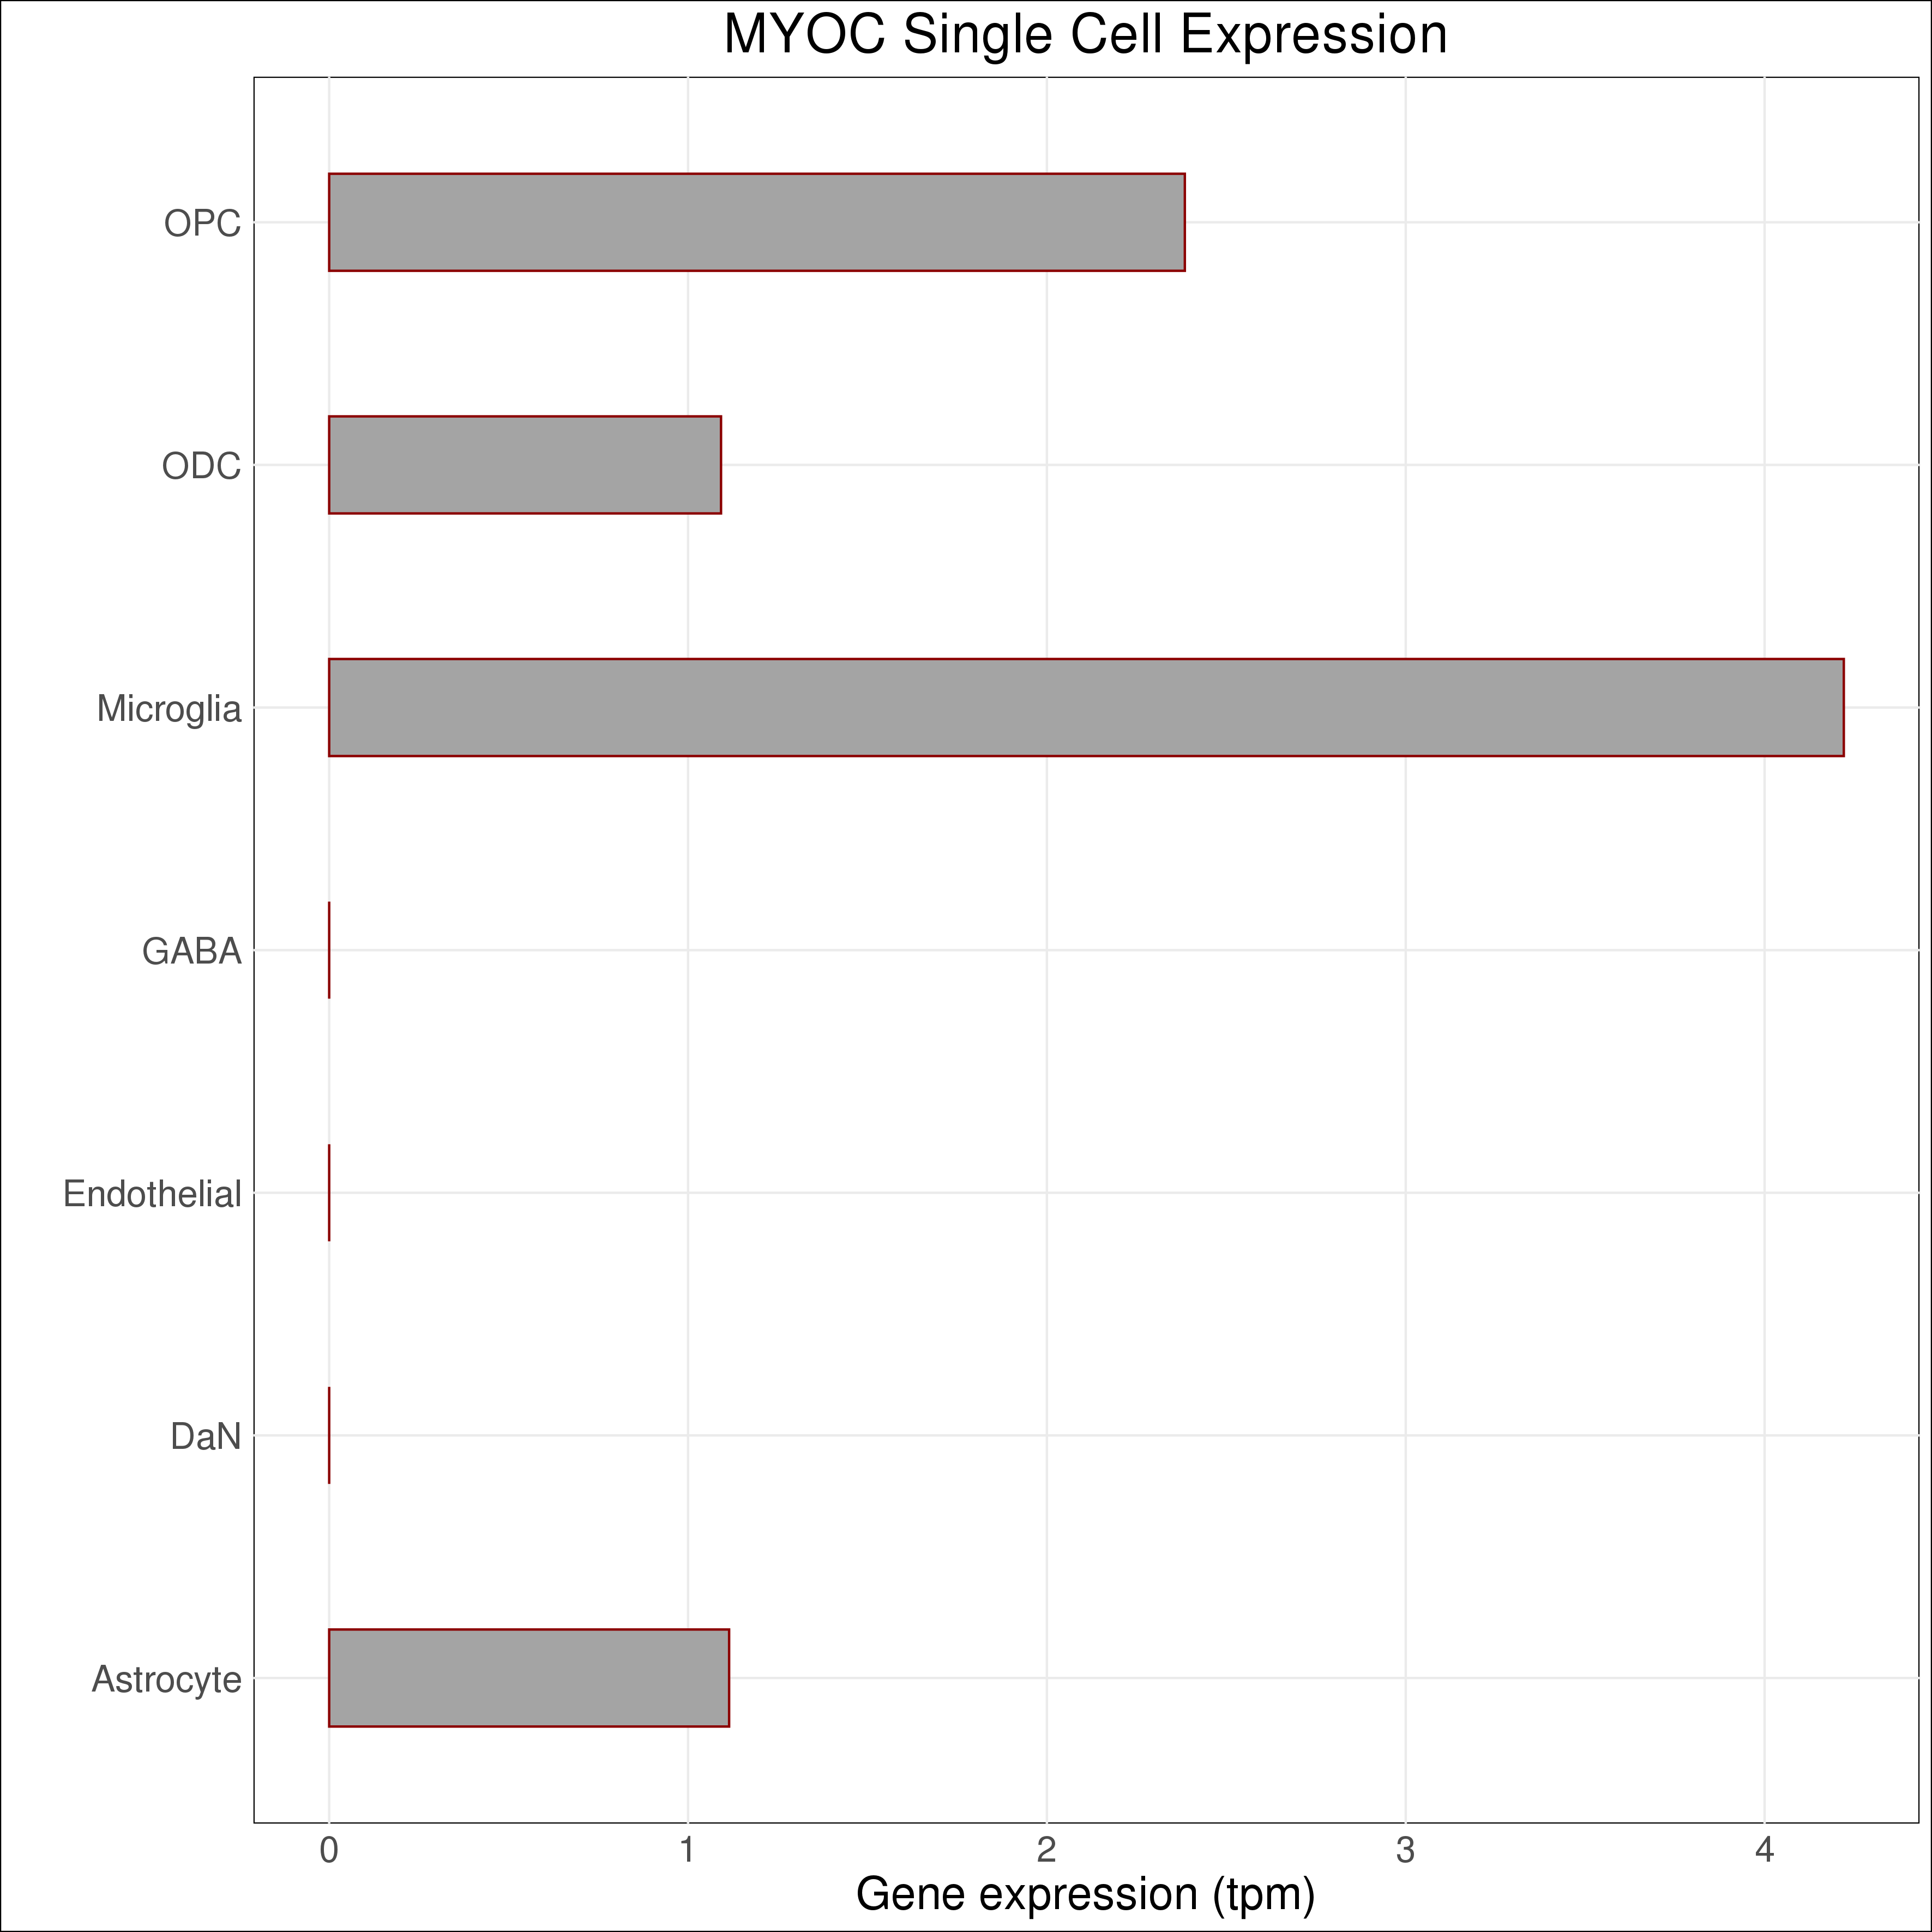 MYOC Single Cell Expression
OPC
ODC
Microglia
GABA
Endothelial
DaN
Astrocyte
0 1 2 3 4
Gene expression (tpm)